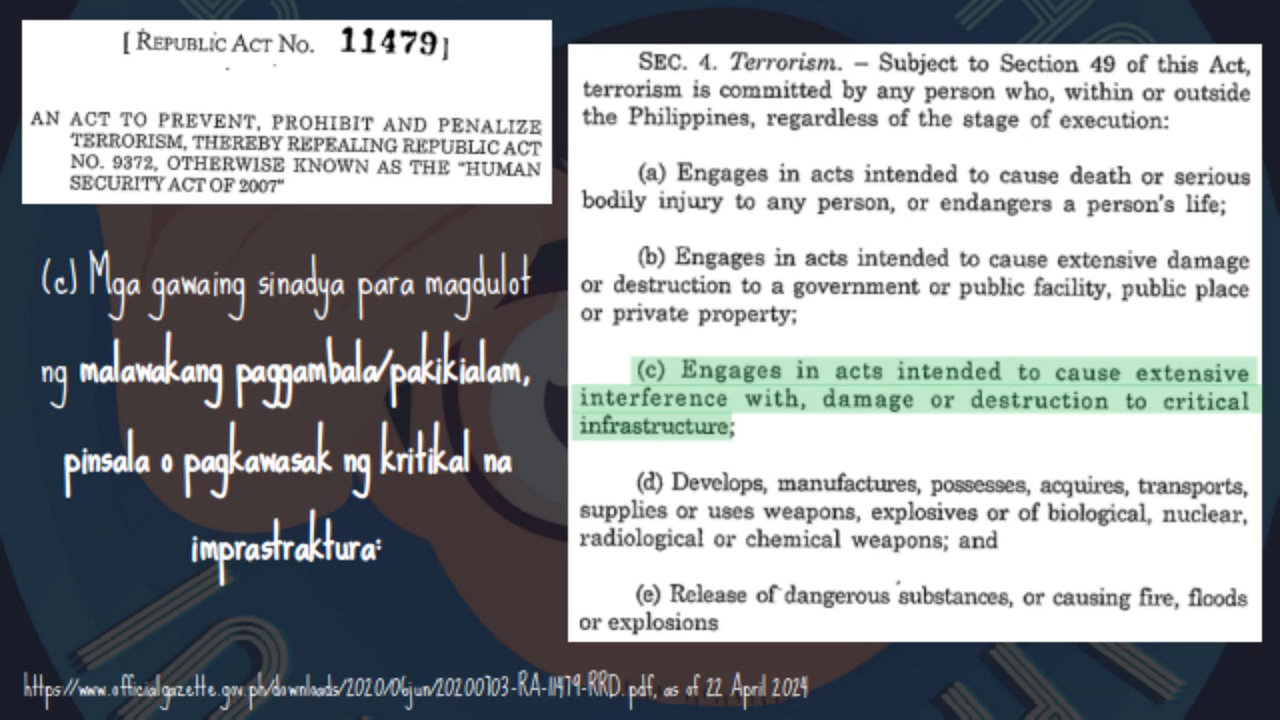 [ REPUBLIC ACT NO. 11479 ]
AN ACT TO PREVENT, PROHIBIT AND PENALIZE
TERRORISM, THEREBY REPEALING REPUBLIC ACT
NO. 9372, OTHERWISE KNOWN AS THE "HUMAN
SECURITY ACT OF 2007"
(c) Mga gawaing sinadya para magdulot
ng malawakang paggambala/pakikialam,
pinsala o pagkawasak ng kritikal na
imprastraktura:
SEC. 4. Terrorism. – Subject to Section 49 of this Act,
terrorism is committed by any person who, within or outside
the Philippines, regardless of the stage of execution:
(a) Engages in acts intended to cause death or serious
bodily injury to any person, or endangers a person's life;
(b) Engages in acts intended to cause extensive damage
or destruction to a government or public facility, public place
or private property;
(c) Engages in acts intended to cause extensive
interference with, damage or destruction to critical
infrastructure;
(d) Develops, manufactures, possesses, acquires, transports,
supplies or uses weapons, explosives or of biological, nuclear,
radiological or chemical weapons; and
(e) Release of dangerous substances, or causing fire, floods
or explosions
https://www.officialgazette.gov.ph/downloads/2020/06jun/20200703-RA-11479-RRD.pdf, as of 22 April 2024